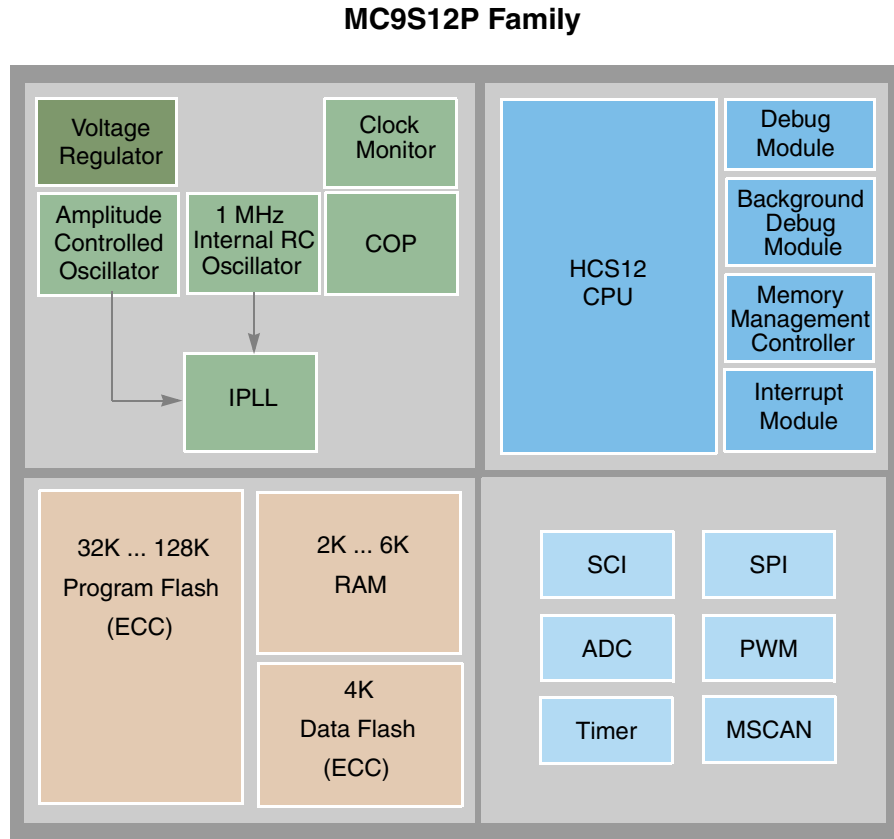 MC9S12P Family
Voltage
Regulator
Clock
Monitor
Amplitude
Controlled
Oscillator
1 MHz
Internal RC
Oscillator
COP
IPLL
HCS12
CPU
Debug
Module
Background
Debug
Module
Memory
Management
Controller
Interrupt
Module
32K ... 128K
Program Flash
(ECC)
2K ... 6K
RAM
4K
Data Flash
(ECC)
SCI
SPI
ADC
PWM
Timer
MSCAN